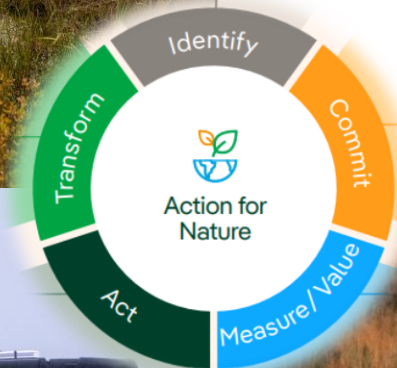 Identify
Commit
Measure/Value
Act
Transform
Action for
Nature